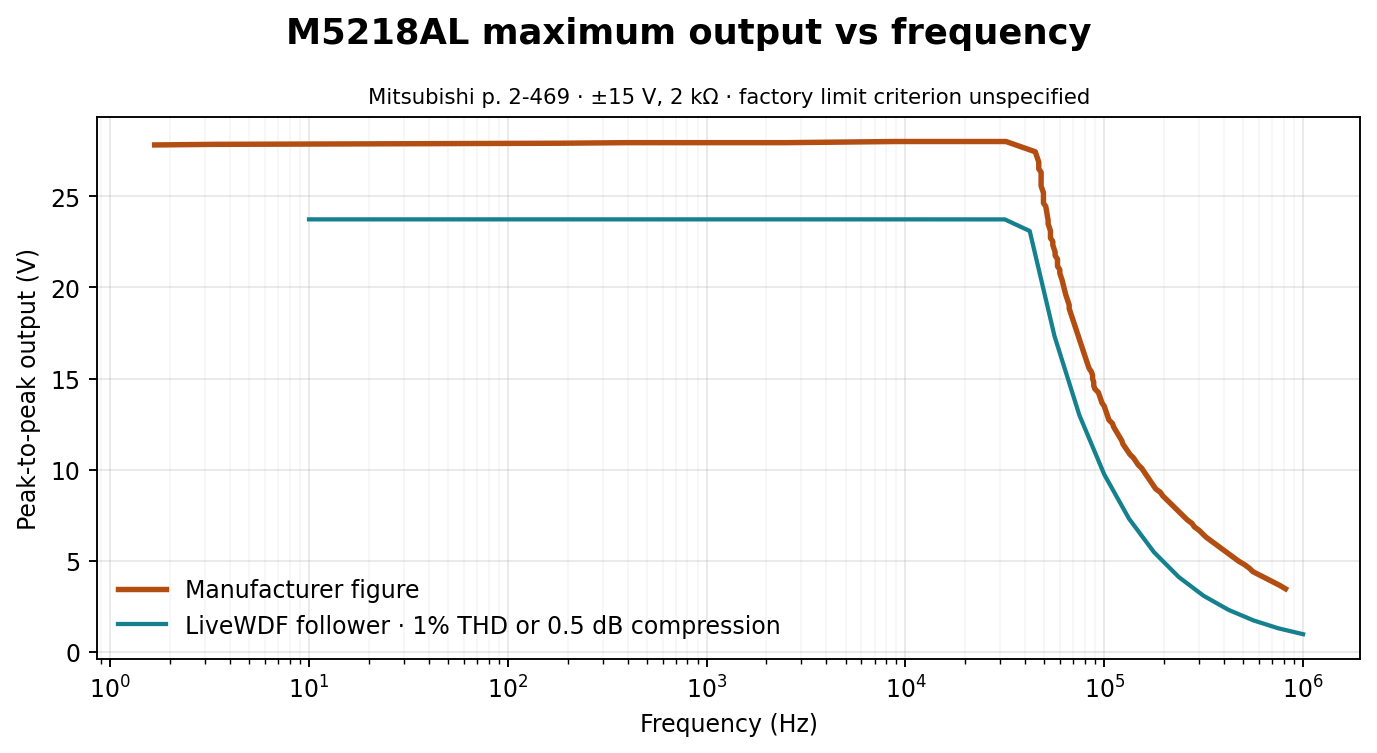 M5218AL maximum output vs frequency
Mitsubishi p. 2-469 · ±15 V, 2 kΩ · factory limit criterion unspecified
Peak-to-peak output (V)
25
20
15
10
5
0
Manufacturer figure
LiveWDF follower · 1% THD or 0.5 dB compression
10⁰ 10¹ 10² 10³ 10⁴ 10⁵ 10⁶
Frequency (Hz)